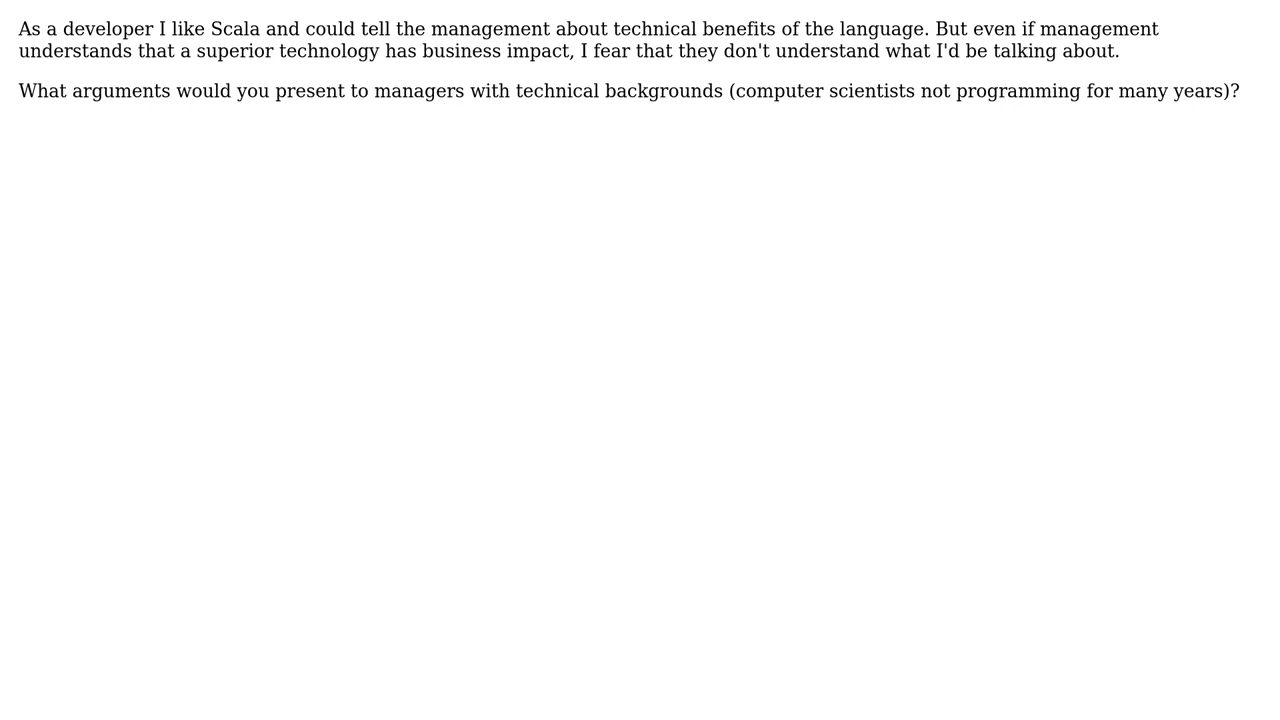 As a developer I like Scala and could tell the management about technical benefits of the language. But even if management
understands that a superior technology has business impact, I fear that they don't understand what I'd be talking about.
What arguments would you present to managers with technical backgrounds (computer scientists not programming for many years)?